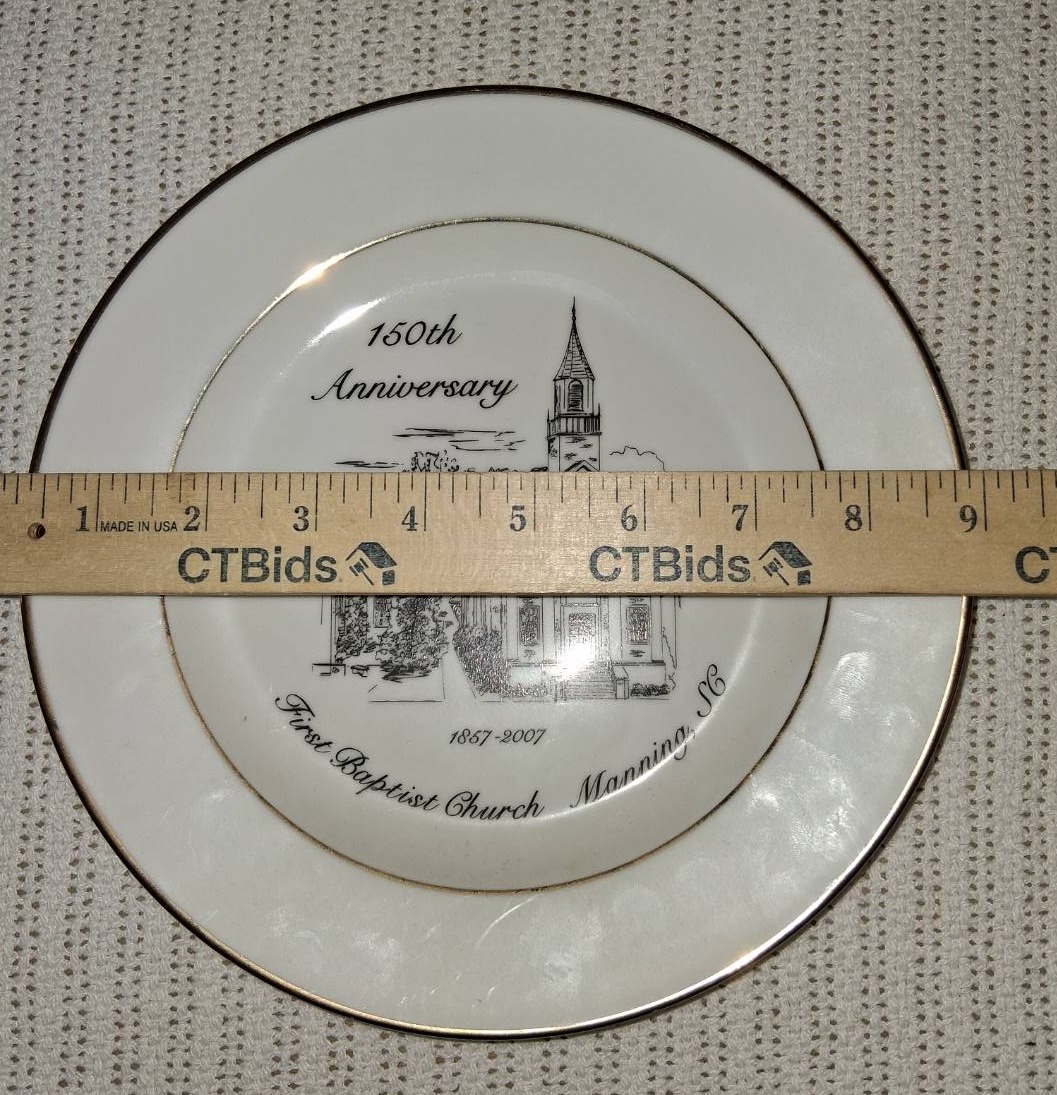 150th
Anniversary
1 MADE IN USA 2 3 4 5 6 7 8 9
CTBids CTBids CT
1857-2007
First Baptist Church Manning, SC